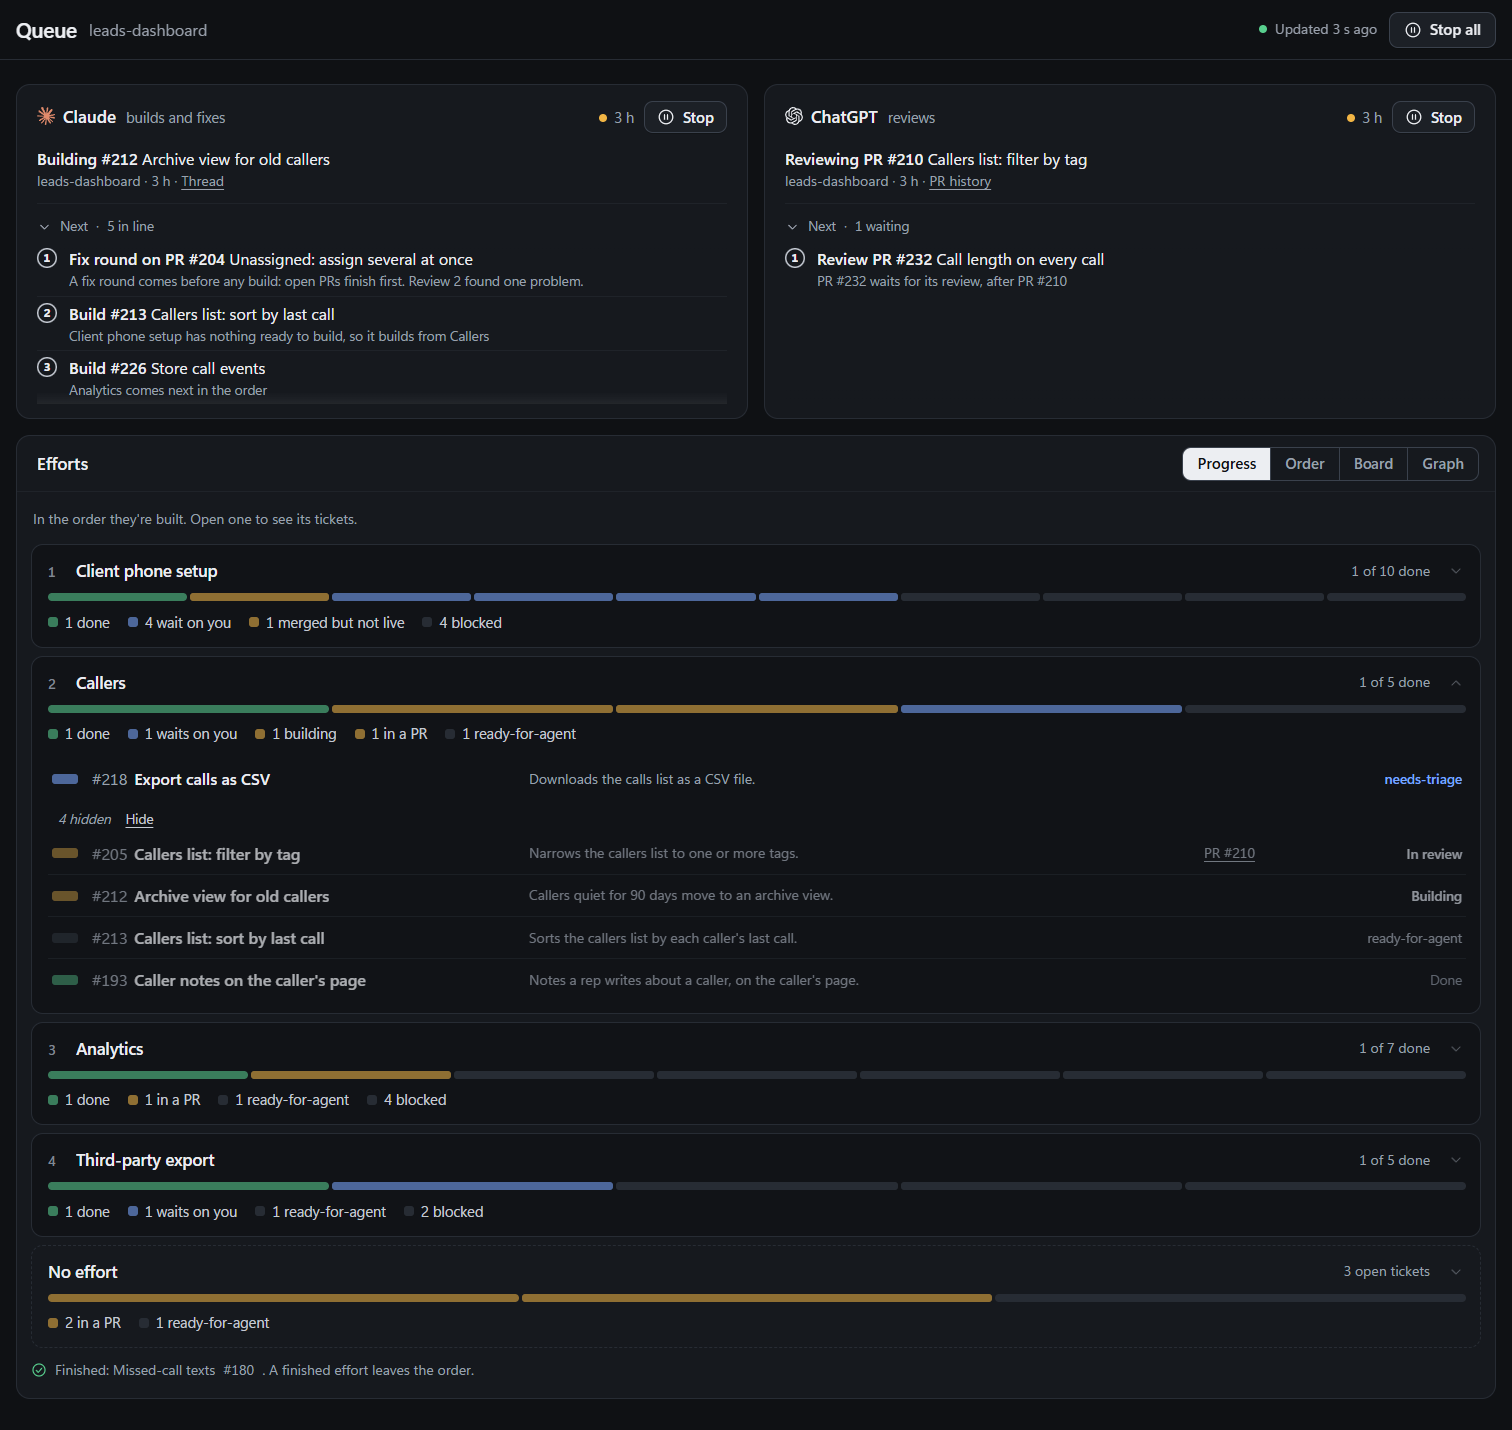 Queue leads-dashboard
Updated 3 s ago
Stop all
Claude builds and fixes
3 h
Stop
Building #212 Archive view for old callers
leads-dashboard · 3 h · Thread
Next · 5 in line
1 Fix round on PR #204 Unassigned: assign several at once
A fix round comes before any build: open PRs finish first. Review 2 found one problem.
2 Build #213 Callers list: sort by last call
Client phone setup has nothing ready to build, so it builds from Callers
3 Build #226 Store call events
Analytics comes next in the order
ChatGPT reviews
3 h
Stop
Reviewing PR #210 Callers list: filter by tag
leads-dashboard · 3 h · PR history
Next · 1 waiting
1 Review PR #232 Call length on every call
PR #232 waits for its review, after PR #210
Efforts
Progress Order Board Graph
In the order they're built. Open one to see its tickets.
1 Client phone setup 1 of 10 done
1 done 4 wait on you 1 merged but not live 4 blocked
2 Callers 1 of 5 done
1 done 1 waits on you 1 building 1 in a PR 1 ready-for-agent
#218 Export calls as CSV Downloads the calls list as a CSV file. needs-triage
4 hidden Hide
#205 Callers list: filter by tag Narrows the callers list to one or more tags. PR #210 In review
#212 Archive view for old callers Callers quiet for 90 days move to an archive view. Building
#213 Callers list: sort by last call Sorts the callers list by each caller's last call. ready-for-agent
#193 Caller notes on the caller's page Notes a rep writes about a caller, on the caller's page. Done
3 Analytics 1 of 7 done
1 done 1 in a PR 1 ready-for-agent 4 blocked
4 Third-party export 1 of 5 done
1 done 1 waits on you 1 ready-for-agent 2 blocked
No effort 3 open tickets
2 in a PR 1 ready-for-agent
Finished: Missed-call texts #180 . A finished effort leaves the order.